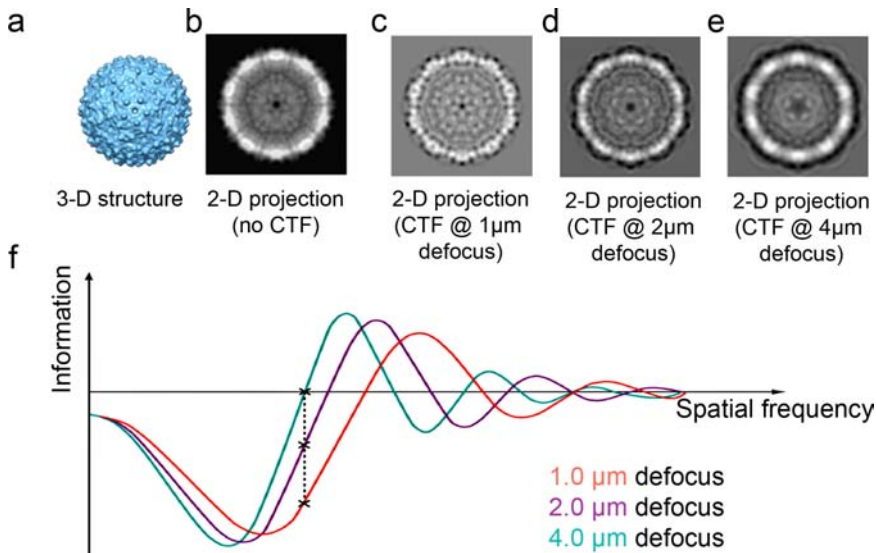 a
b
c
d
e
3-D structure
2-D projection
(no CTF)
2-D projection
(CTF @ 1µm
defocus)
2-D projection
(CTF @ 2µm
defocus)
2-D projection
(CTF @ 4µm
defocus)
f
Information
Spatial frequency
1.0 µm defocus
2.0 µm defocus
4.0 µm defocus